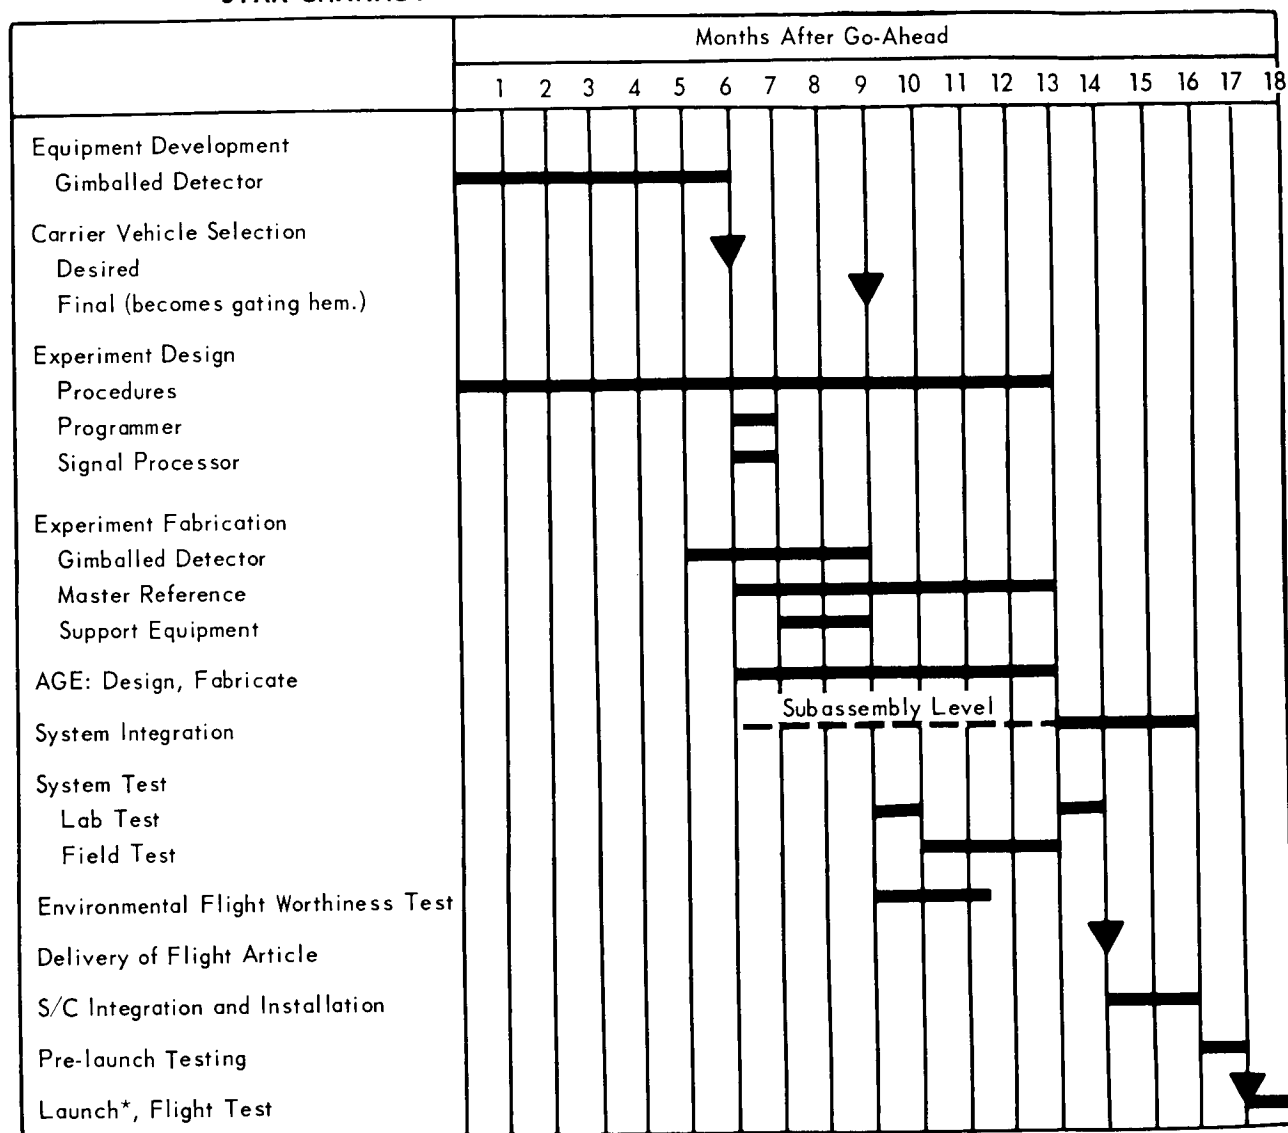 Months After Go-Ahead
1 2 3 4 5 6 7 8 9 10 11 12 13 14 15 16 17 18
Equipment Development
Gimballed Detector
Carrier Vehicle Selection
Desired
Final (becomes gating hem.)
Experiment Design
Procedures
Programmer
Signal Processor
Experiment Fabrication
Gimballed Detector
Master Reference
Support Equipment
AGE: Design, Fabricate
Subassembly Level
System Integration
System Test
Lab Test
Field Test
Environmental Flight Worthiness Test
Delivery of Flight Article
S/C Integration and Installation
Pre-launch Testing
Launch*, Flight Test